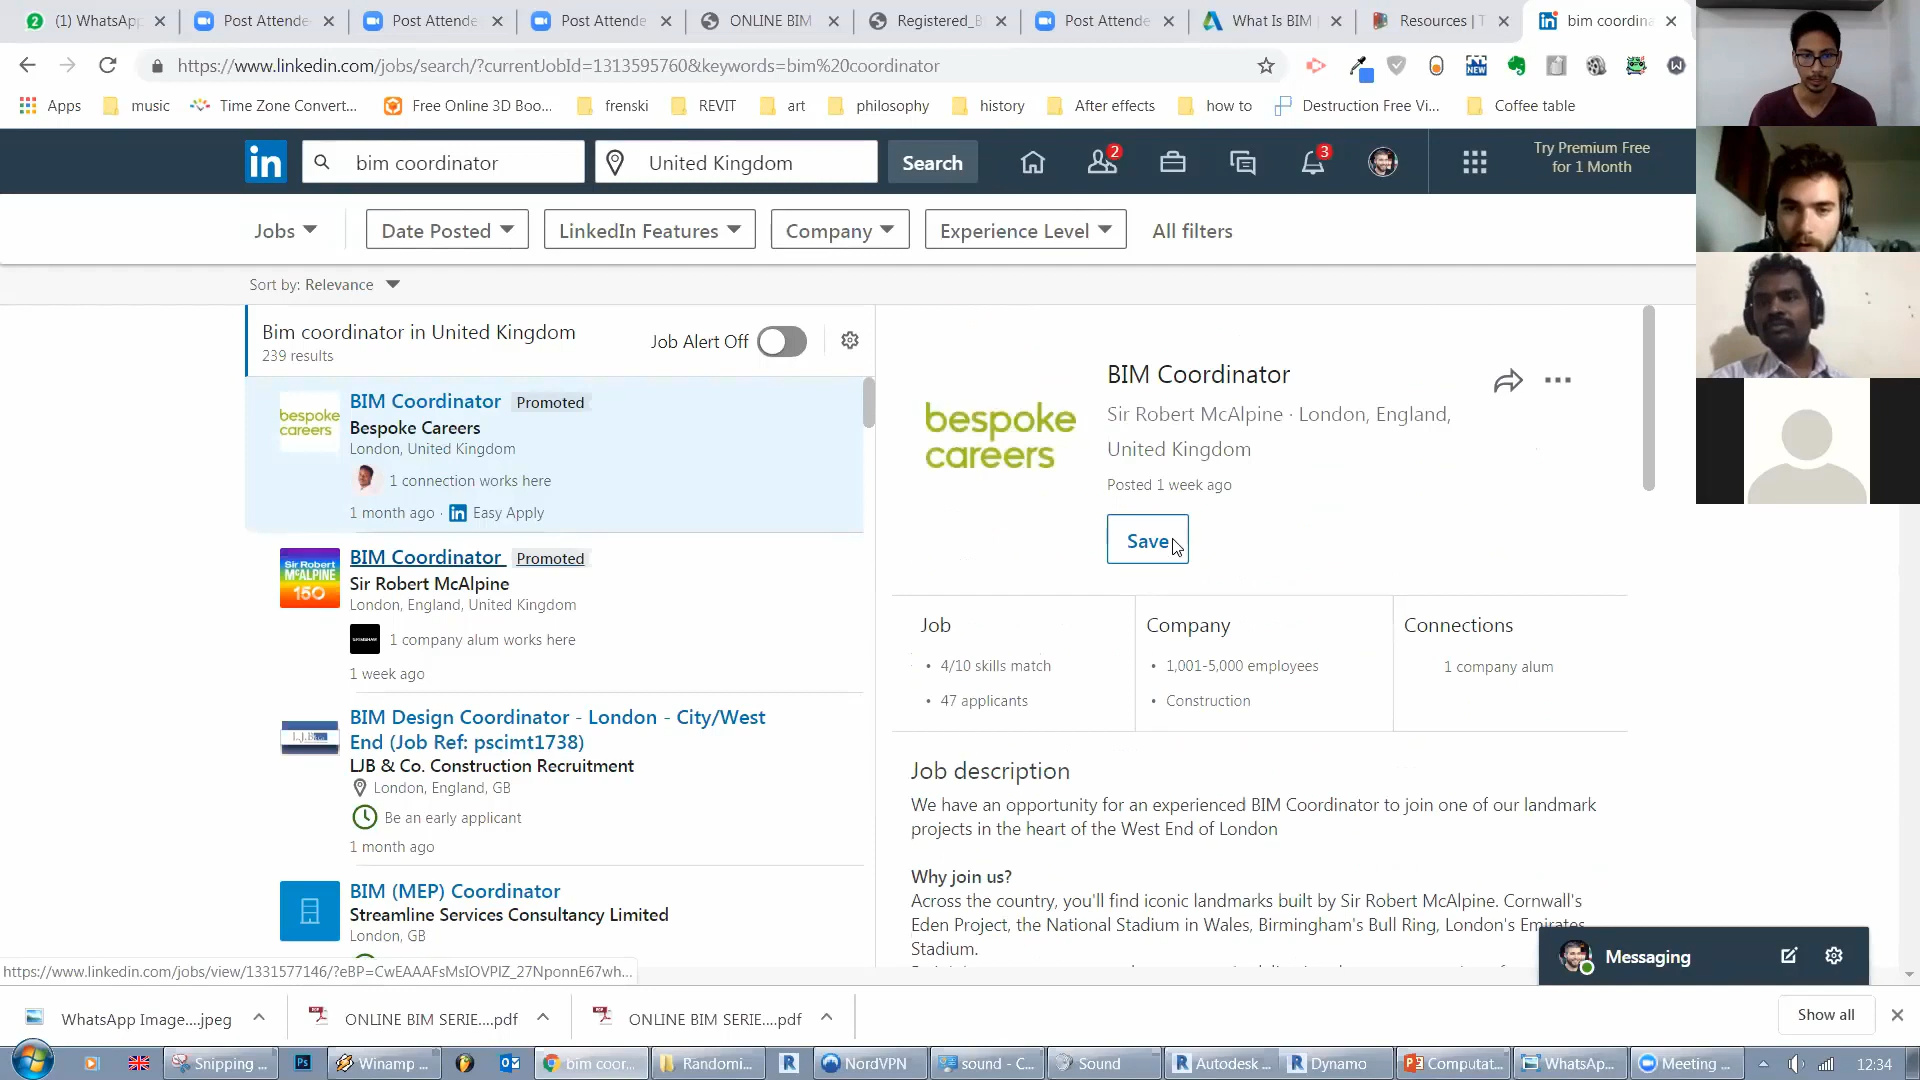 (1) WhatsApp
Post Attende
Post Attende
Post Attende
ONLINE BIM
Registered_B
Post Attende
What Is BIM |
Resources | T
bim coordina
https://www.linkedin.com/jobs/search/?currentJobId=1313595760&keywords=bim%20coordinator
NEW
Apps
music
Time Zone Convert...
Free Online 3D Boo...
frenski
REVIT
art
philosophy
history
After effects
how to
Destruction Free Vi...
Coffee table
in
bim coordinator
United Kingdom
Search
2
3
Try Premium Free
for 1 Month
Jobs
Date Posted
LinkedIn Features
Company
Experience Level
All filters
Sort by: Relevance
Bim coordinator in United Kingdom
239 results
Job Alert Off
bespoke
careers
BIM Coordinator Promoted
Bespoke Careers
London, United Kingdom
1 connection works here
1 month ago · in Easy Apply
Sir Robert
McALPINE
150
BIM Coordinator Promoted
Sir Robert McAlpine
London, England, United Kingdom
1 company alum works here
1 week ago
BIM Design Coordinator - London - City/West
End (Job Ref: pscimt1738)
LJB & Co. Construction Recruitment
London, England, GB
Be an early applicant
1 month ago
BIM (MEP) Coordinator
Streamline Services Consultancy Limited
London, GB
bespoke
careers
BIM Coordinator
Sir Robert McAlpine · London, England,
United Kingdom
Posted 1 week ago
Save
Job
• 4/10 skills match
• 47 applicants
Company
• 1,001-5,000 employees
• Construction
Connections
1 company alum
Job description
We have an opportunity for an experienced BIM Coordinator to join one of our landmark
projects in the heart of the West End of London
Why join us?
Across the country, you'll find iconic landmarks built by Sir Robert McAlpine. Cornwall's
Eden Project, the National Stadium in Wales, Birmingham's Bull Ring, London's Emirates
Stadium.
Messaging
https://www.linkedin.com/jobs/view/1331577146/?eBP=CwEAAAFsMsIOVPIZ_27NponnE67wh...
WhatsApp Image....jpeg
ONLINE BIM SERIE....pdf
ONLINE BIM SERIE....pdf
Show all
Snipping ...
Ps
Winamp ...
bim coor...
Randomi...
R
NordVPN
sound - C...
Sound
Autodesk ...
Dynamo
Computat...
WhatsAp...
Meeting ...
12:34